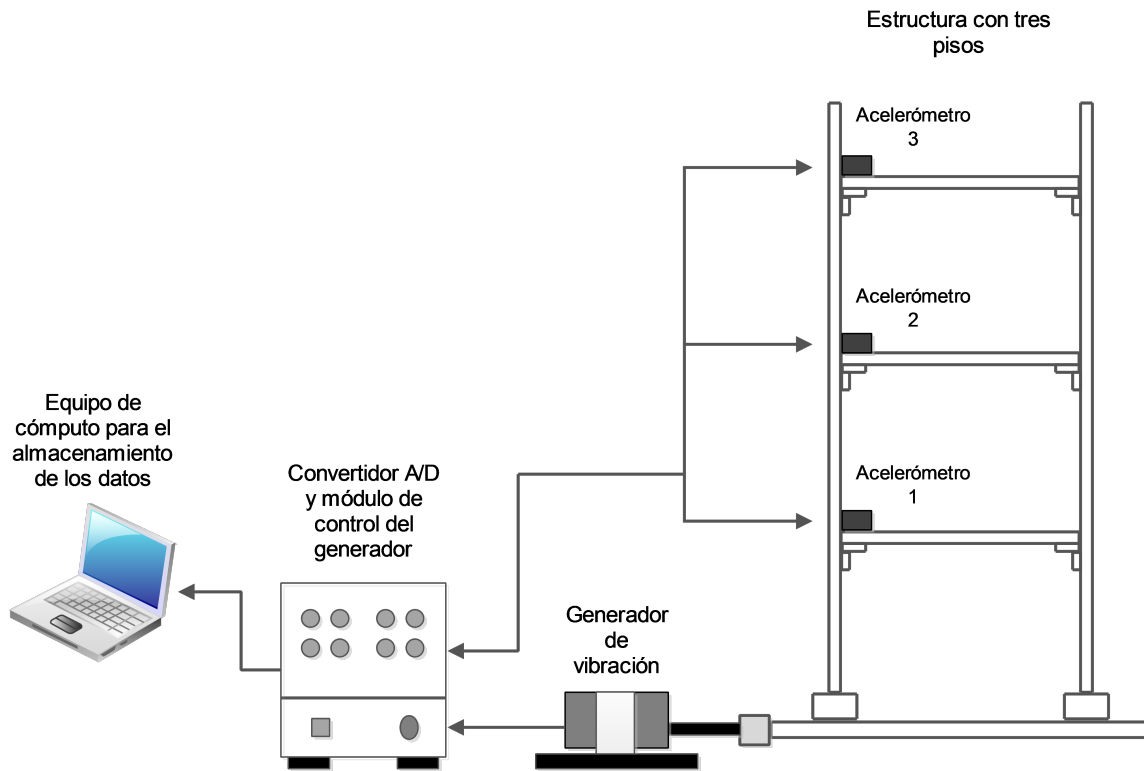 Estructura con tres
pisos
Acelerómetro
3
Acelerómetro
2
Equipo de
cómputo para el
almacenamiento
de los datos
Convertidor A/D
y módulo de
control del
generador
Acelerómetro
1
Generador
de
vibración